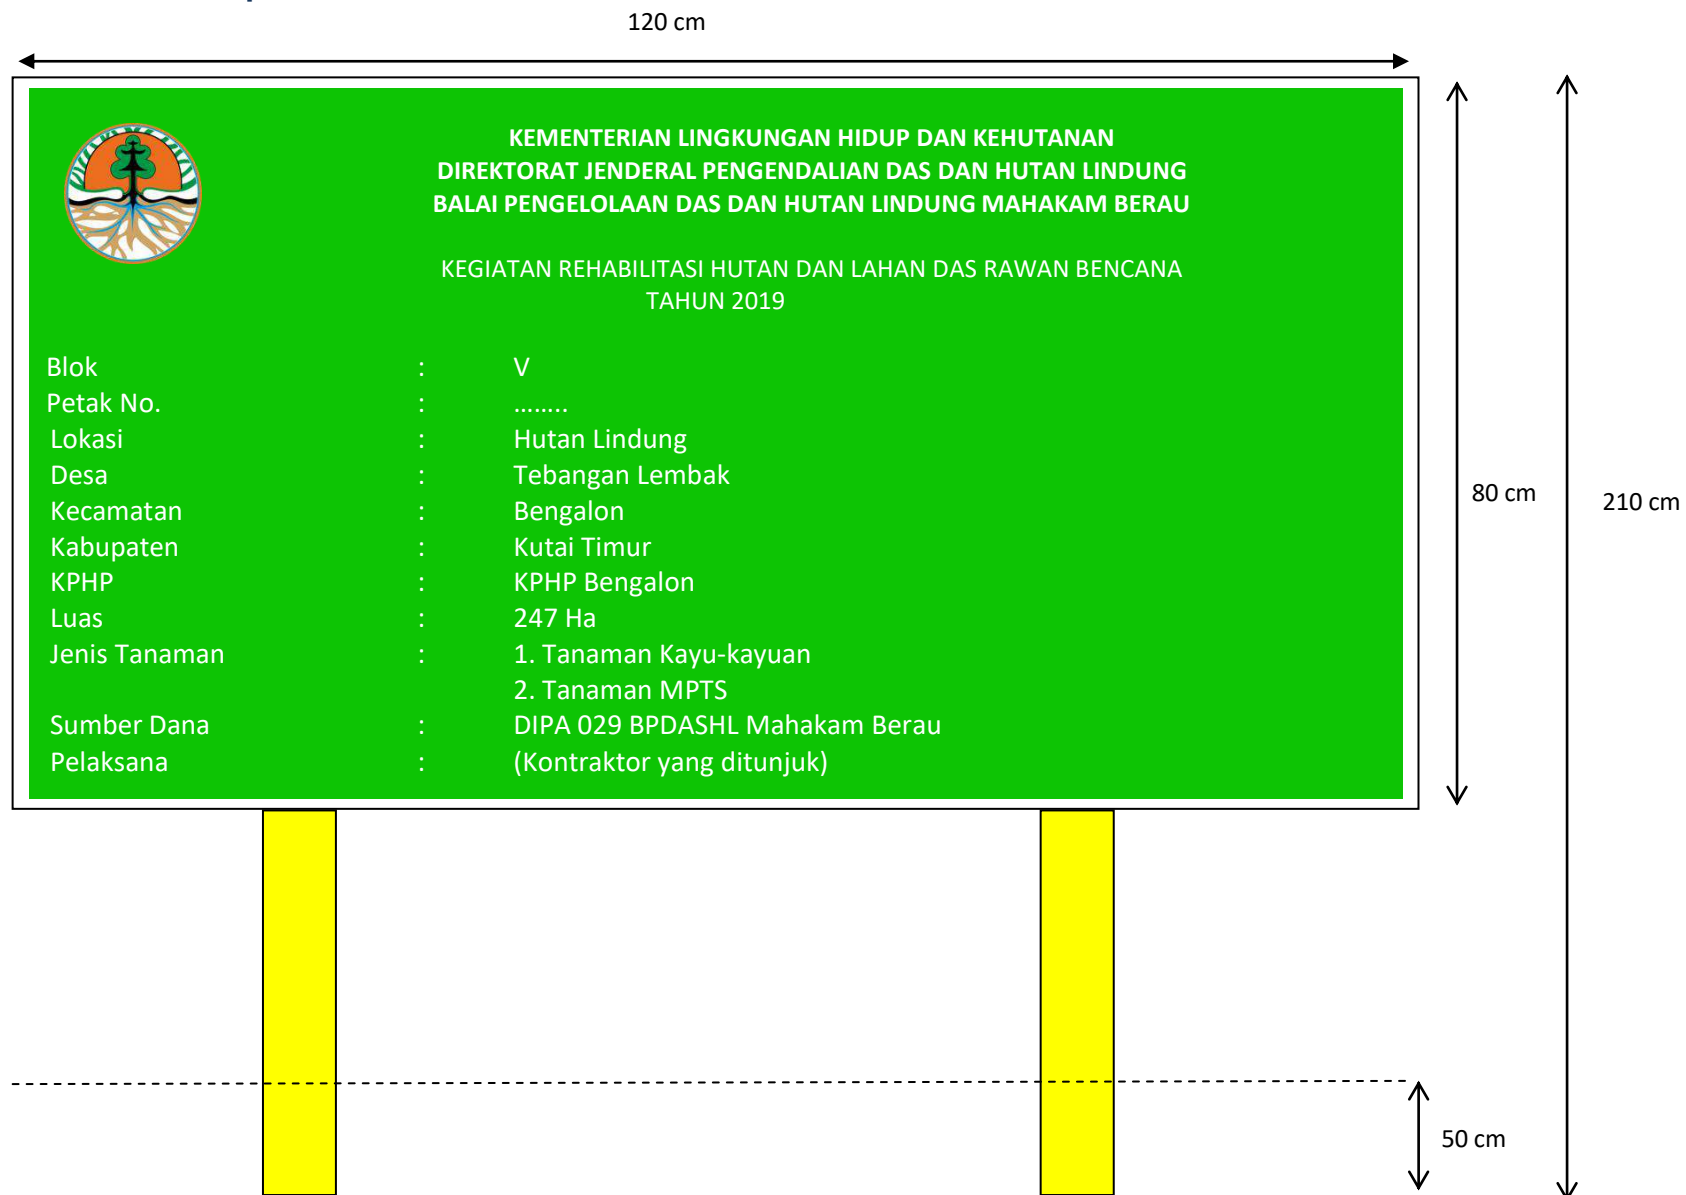 120 cm
KEMENTERIAN LINGKUNGAN HIDUP DAN KEHUTANAN
DIREKTORAT JENDERAL PENGENDALIAN DAS DAN HUTAN LINDUNG
BALAI PENGELOLAAN DAS DAN HUTAN LINDUNG MAHAKAM BERAU
KEGIATAN REHABILITASI HUTAN DAN LAHAN DAS RAWAN BENCANA
TAHUN 2019
Blok : V
Petak No. : ........
Lokasi : Hutan Lindung
Desa : Tebangan Lembak
Kecamatan : Bengalon
Kabupaten : Kutai Timur
KPHP : KPHP Bengalon
Luas : 247 Ha
Jenis Tanaman : 1. Tanaman Kayu-kayuan
2. Tanaman MPTS
Sumber Dana : DIPA 029 BPDASHL Mahakam Berau
Pelaksana : (Kontraktor yang ditunjuk)
80 cm
210 cm
50 cm